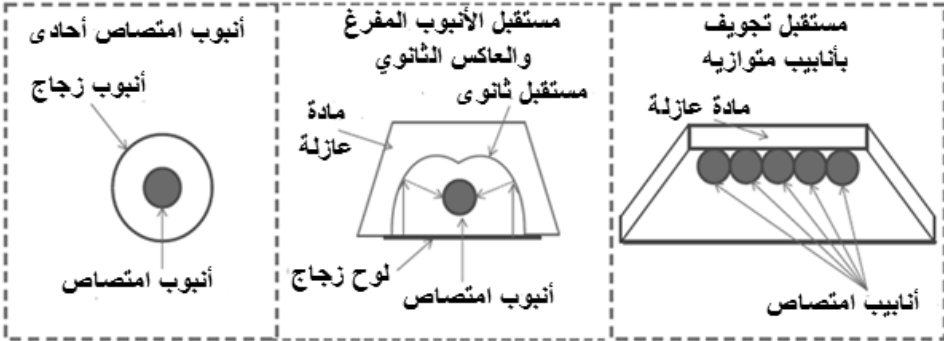 مستقبل تجويف
بأنابيب متوازيه
مادة عازلة
أنابيب امتصاص
مستقبل الأنبوب المفرغ
والعاكس الثانوي
مستقبل ثانوى
مادة
عازلة
لوح زجاج
أنبوب امتصاص
أنبوب امتصاص أحادى
أنبوب زجاج
أنبوب امتصاص